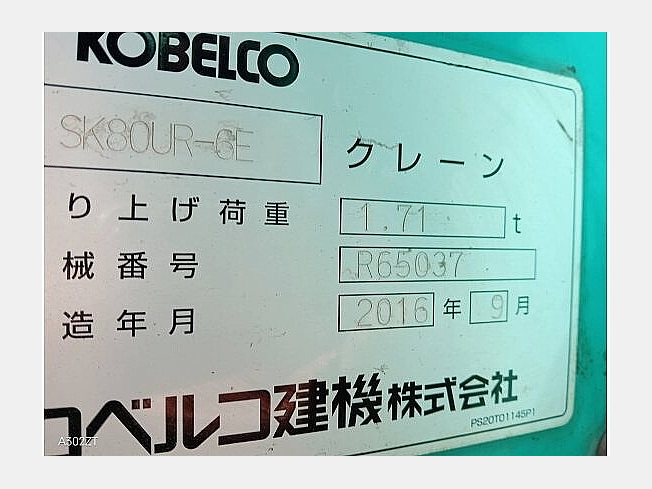 KOBELCO
SK80UR-6E クレーン
り上げ荷重 1.71 t
械番号 R65037
造年月 2016 年 9 月
コベルコ建機株式会社
PS20T01145P1
A302ZT